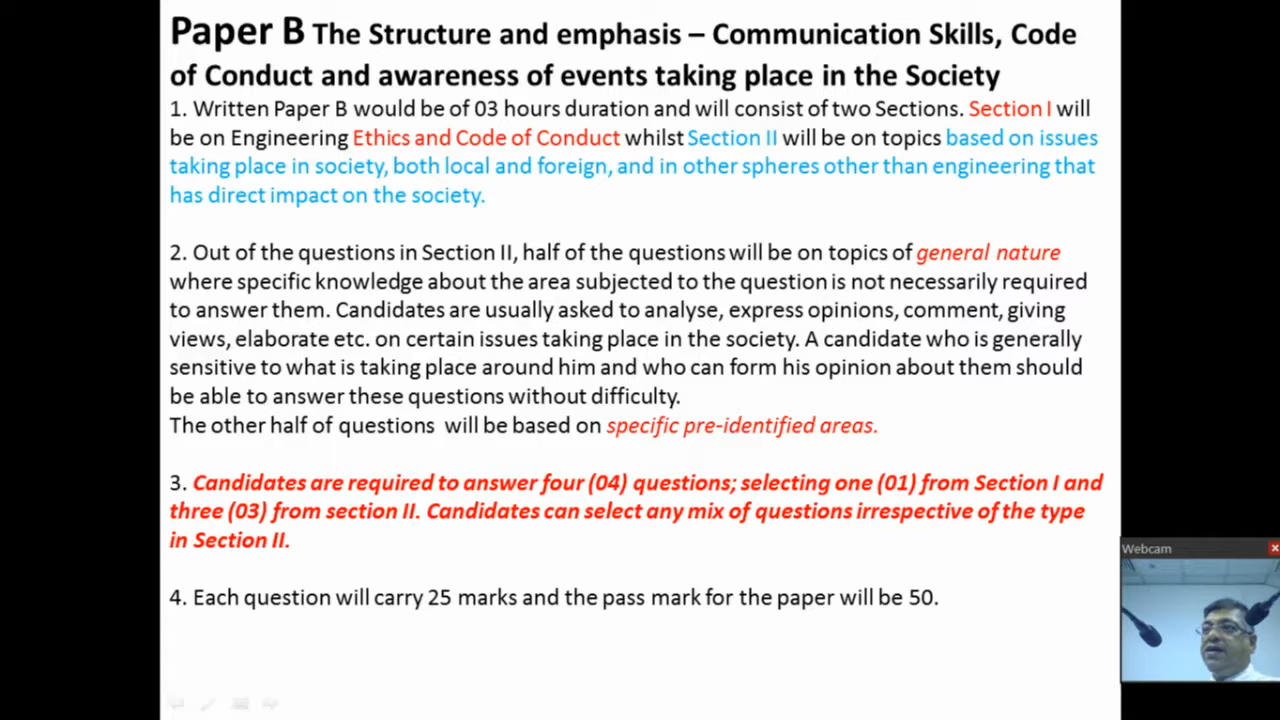 Paper B The Structure and emphasis – Communication Skills, Code
of Conduct and awareness of events taking place in the Society
1. Written Paper B would be of 03 hours duration and will consist of two Sections. Section I will
be on Engineering Ethics and Code of Conduct whilst Section II will be on topics based on issues
taking place in society, both local and foreign, and in other spheres other than engineering that
has direct impact on the society.
2. Out of the questions in Section II, half of the questions will be on topics of general nature
where specific knowledge about the area subjected to the question is not necessarily required
to answer them. Candidates are usually asked to analyse, express opinions, comment, giving
views, elaborate etc. on certain issues taking place in the society. A candidate who is generally
sensitive to what is taking place around him and who can form his opinion about them should
be able to answer these questions without difficulty.
The other half of questions will be based on specific pre-identified areas.
3. Candidates are required to answer four (04) questions; selecting one (01) from Section I and
three (03) from section II. Candidates can select any mix of questions irrespective of the type
in Section II.
4. Each question will carry 25 marks and the pass mark for the paper will be 50.
Webcam